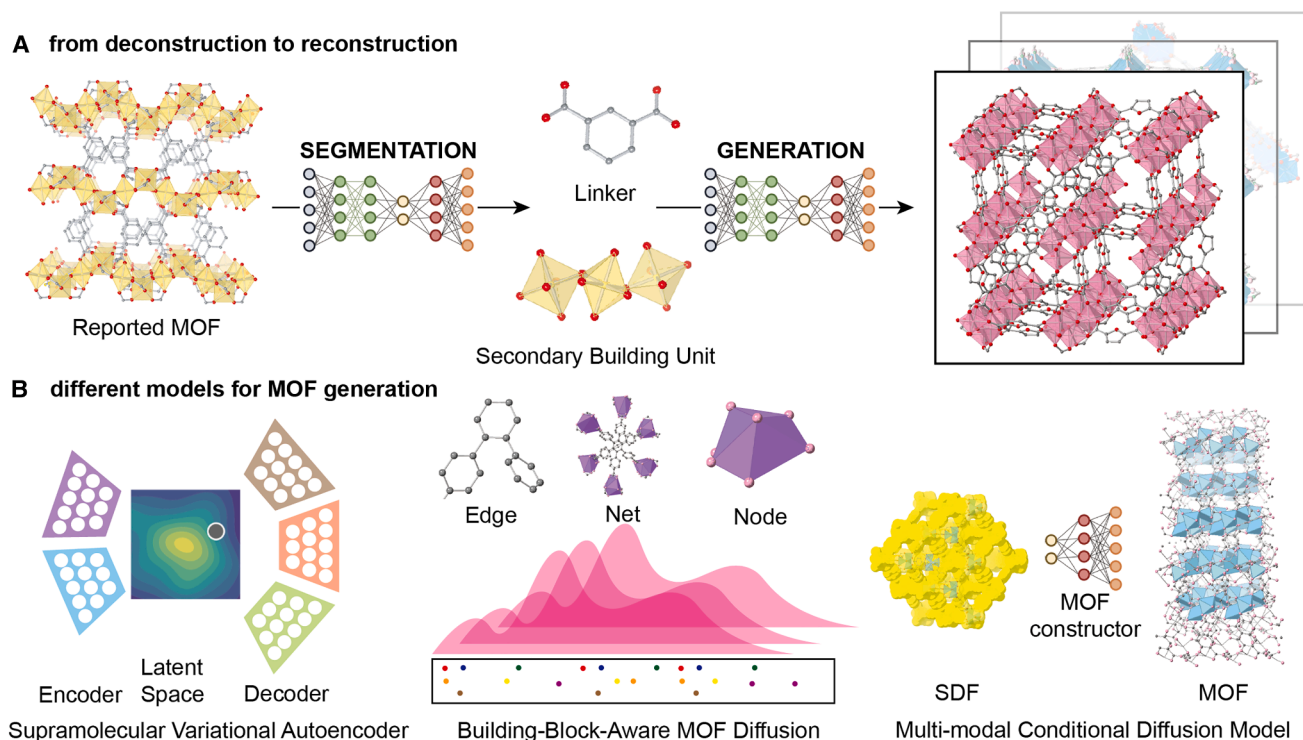 A from deconstruction to reconstruction
SEGMENTATION
GENERATION
Linker
Reported MOF
Secondary Building Unit
B different models for MOF generation
Edge
Net
Node
MOF
constructor
Encoder
Latent
Space
Decoder
SDF
MOF
Supramolecular Variational Autoencoder
Building-Block-Aware MOF Diffusion
Multi-modal Conditional Diffusion Model